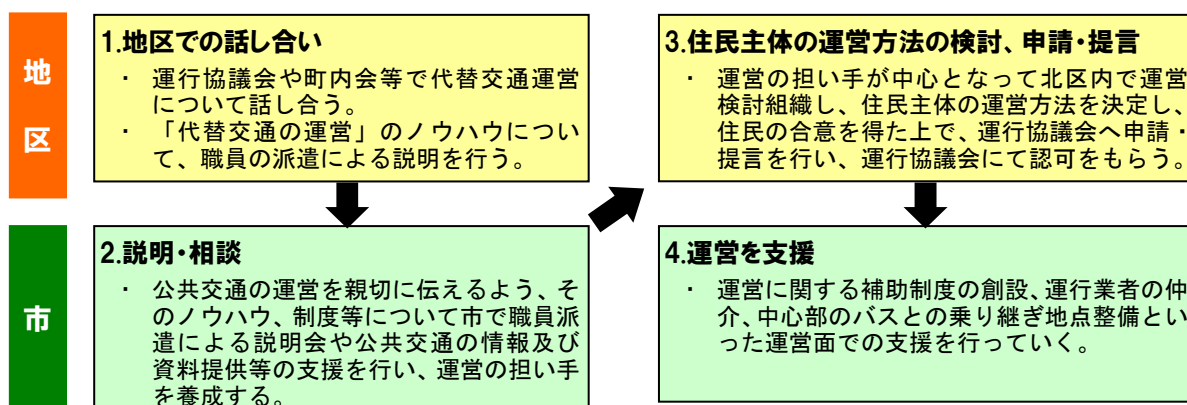 地区
1.地区での話し合い
・ 運行協議会や町内会等で代替交通運営
について話し合う。
・ 「代替交通の運営」のノウハウについ
て、職員の派遣による説明を行う。
市
2.説明・相談
・ 公共交通の運営を親切に伝えるよう、そ
のノウハウ、制度等について市で職員派
遣による説明会や公共交通の情報及び
資料提供等の支援を行い、運営の担い手
を養成する。
3.住民主体の運営方法の検討、申請・提言
・ 運営の担い手が中心となって北区内で運営
検討組織し、住民主体の運営方法を決定し、
住民の合意を得た上で、運行協議会へ申請・
提言を行い、運行協議会にて認可をもらう。
4.運営を支援
・ 運営に関する補助制度の創設、運行業者の仲
介、中心部のバスとの乗り継ぎ地点整備とい
った運営面での支援を行っていく。